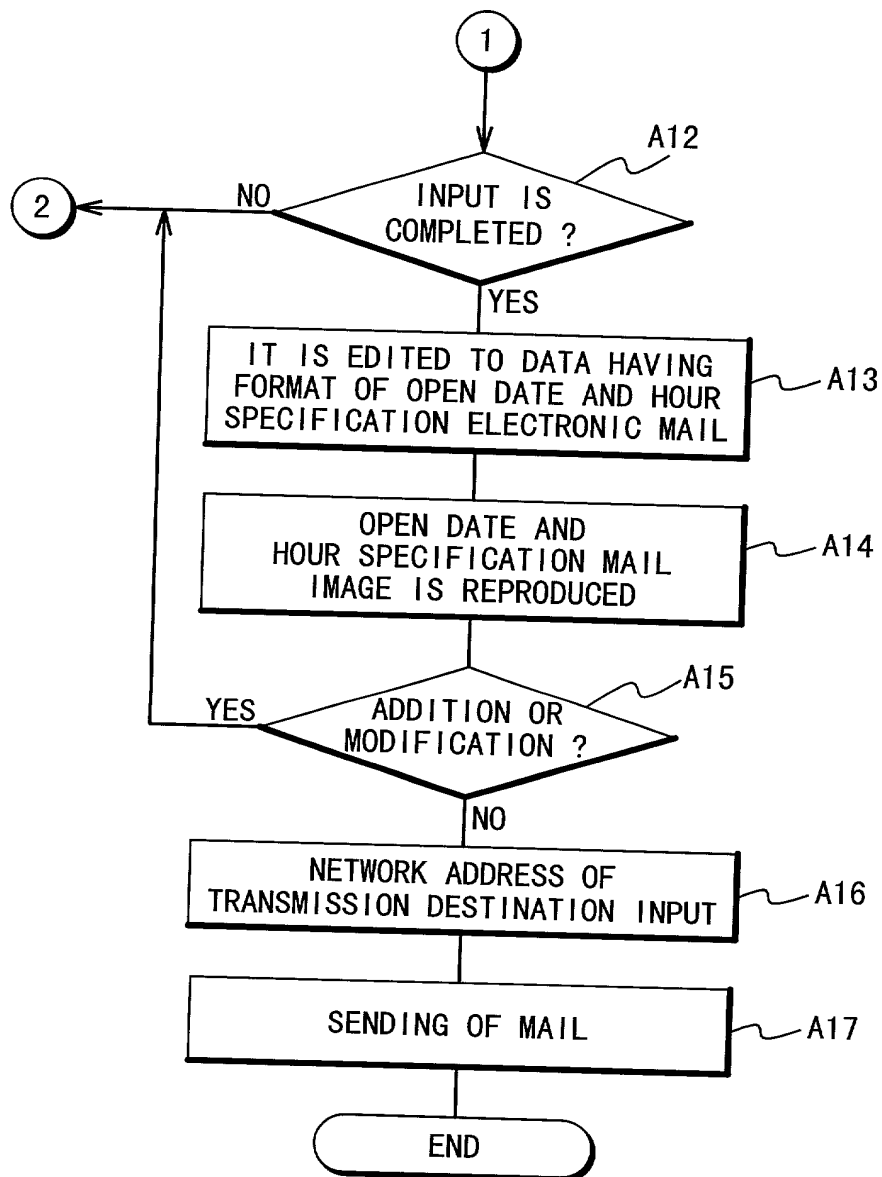 1
A12
NO
2
INPUT IS
COMPLETED ?
YES
IT IS EDITED TO DATA HAVING
FORMAT OF OPEN DATE AND HOUR
SPECIFICATION ELECTRONIC MAIL
A13
OPEN DATE AND
HOUR SPECIFICATION MAIL
IMAGE IS REPRODUCED
A14
A15
YES
ADDITION OR
MODIFICATION ?
NO
NETWORK ADDRESS OF
TRANSMISSION DESTINATION INPUT
A16
SENDING OF MAIL
A17
END